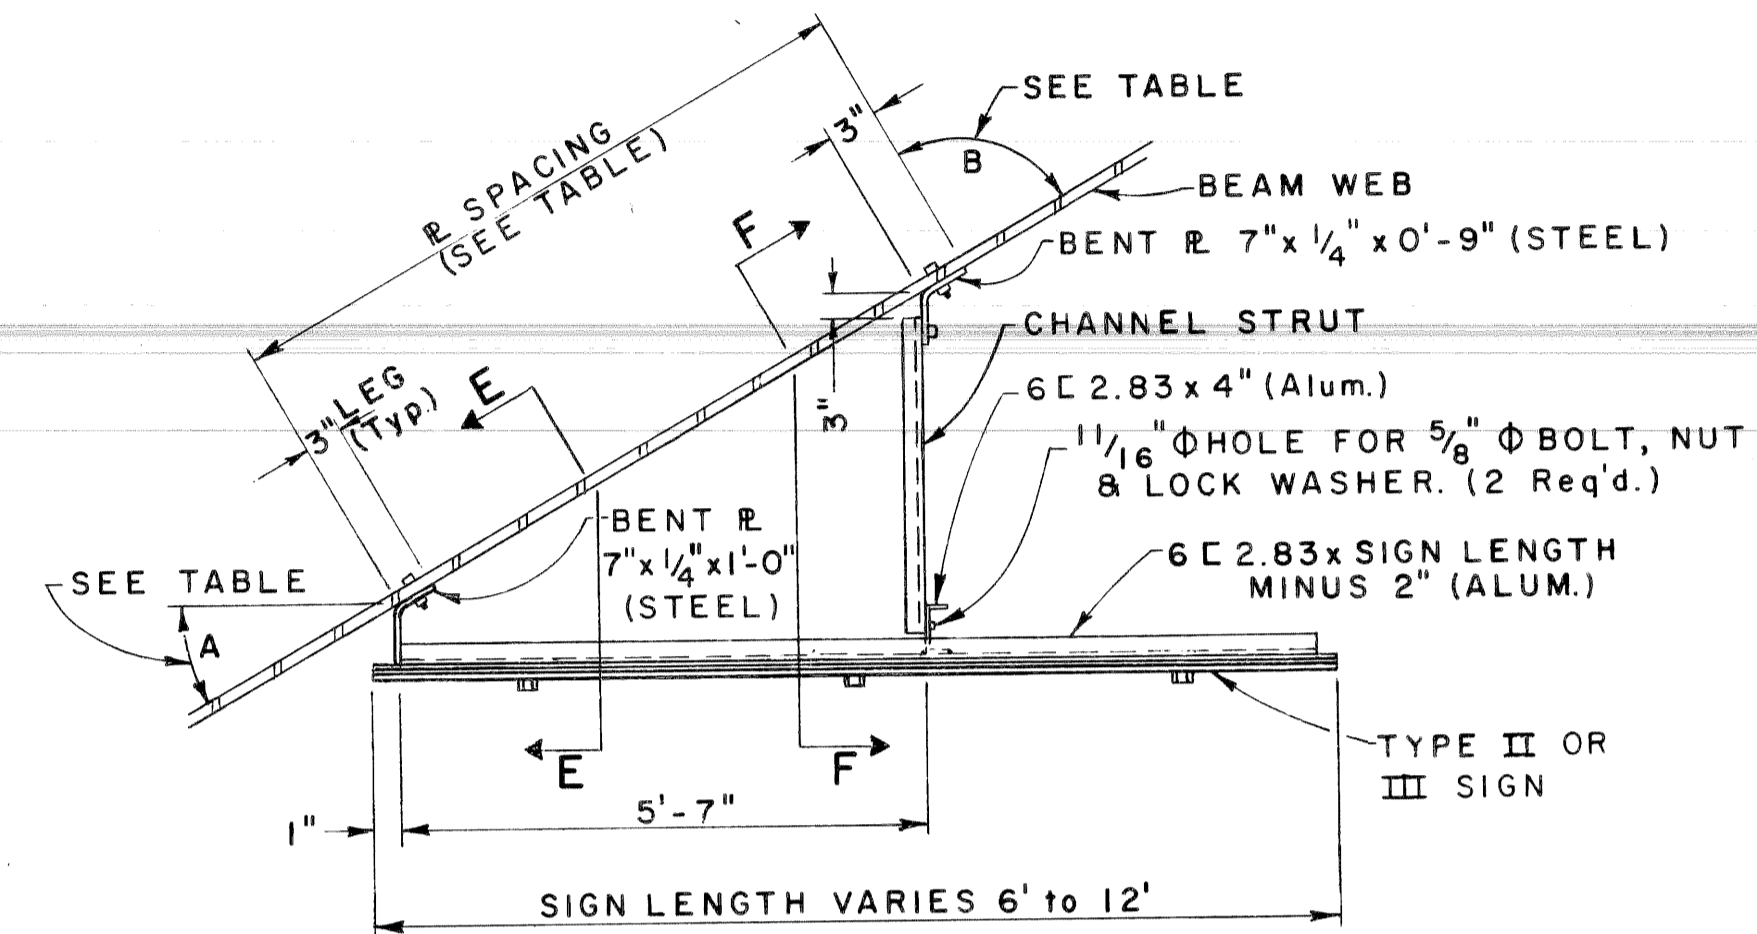 SEE TABLE
3"
B
℄ SPACING
(SEE TABLE)
BEAM WEB
F
BENT ℄ 7" x 1/4" x 0'-9" (STEEL)
CHANNEL STRUT
3" LEG
(Typ.)
E
3"
6 [ 2.83 x 4" (Alum.)
11/16" Φ HOLE FOR 5/8" Φ BOLT, NUT
& LOCK WASHER. (2 Req'd.)
BENT ℄
7" x 1/4" x 1'-0"
(STEEL)
6 [ 2.83 x SIGN LENGTH
MINUS 2" (ALUM.)
SEE TABLE
A
TYPE II OR
III SIGN
E
F
5'-7"
1"
SIGN LENGTH VARIES 6' to 12'